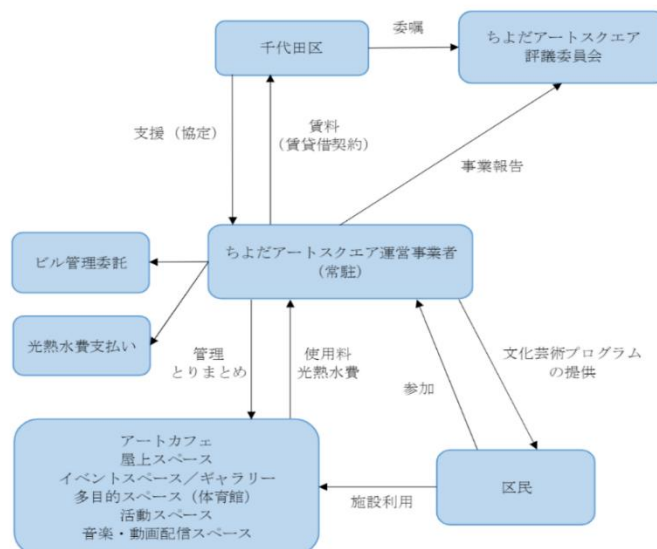 千代田区
委嘱
ちよだアートスクエア
評議委員会
支援（協定）
賃料
（賃貸借契約）
事業報告
ちよだアートスクエア運営事業者
（常駐）
ビル管理委託
光熱水費支払い
管理
とりまとめ
使用料
光熱水費
参加
文化芸術プログラム
の提供
アートカフェ
屋上スペース
イベントスペース／ギャラリー
多目的スペース（体育館）
活動スペース
音楽・動画配信スペース
施設利用
区民